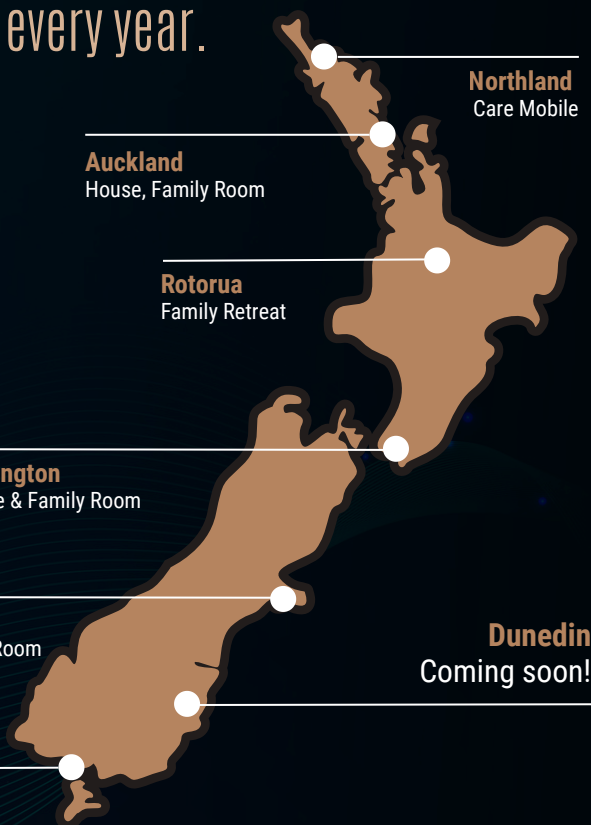 every year.
Northland
Care Mobile
Auckland
House, Family Room
Rotorua
Family Retreat
ngton
e & Family Room
Room
Dunedin
Coming soon!